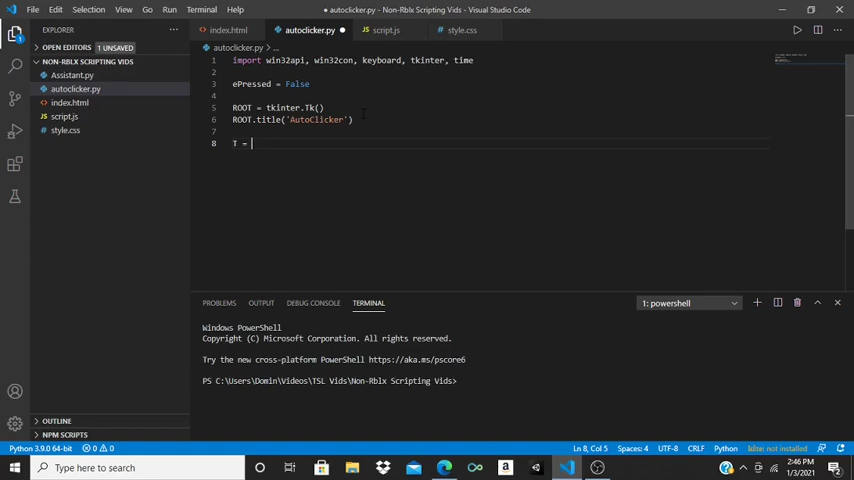 File Edit Selection View Go Run Terminal Help
● autoclicker.py - Non-Rblx Scripting Vids - Visual Studio Code
EXPLORER
index.html autoclicker.py script.js style.css
OPEN EDITORS 1 UNSAVED
NON-RBLX SCRIPTING VIDS
Assistant.py
autoclicker.py
index.html
script.js
style.css
autoclicker.py > ...
1 import win32api, win32con, keyboard, tkinter, time
2
3 ePressed = False
4
5 ROOT = tkinter.Tk()
6 ROOT.title('AutoClicker')
7
8 T =
PROBLEMS OUTPUT DEBUG CONSOLE TERMINAL
1: powershell
Windows PowerShell
Copyright (C) Microsoft Corporation. All rights reserved.
Try the new cross-platform PowerShell https://aka.ms/pscore6
PS C:\Users\Domin\Videos\TSL Vids\Non-Rblx Scripting Vids>
OUTLINE
NPM SCRIPTS
Python 3.9.0 64-bit 0 0
Ln 8, Col 5 Spaces: 4 UTF-8 CRLF Python
not installed
Type here to search
2:46 PM
1/3/2021
2